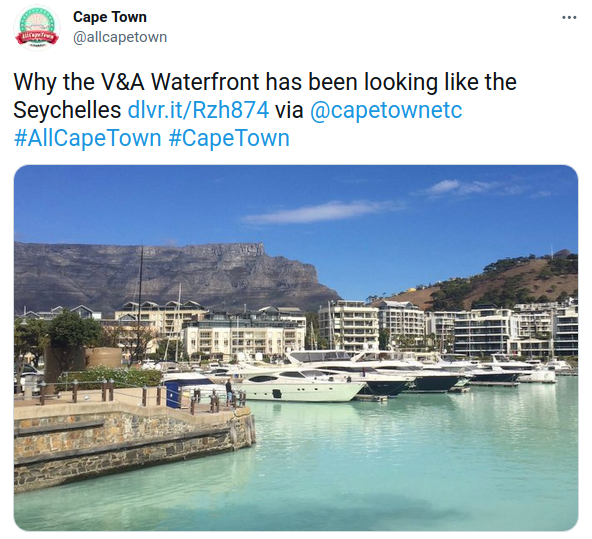 Cape Town
@allcapetown
Why the V&A Waterfront has been looking like the
Seychelles dlvr.it/Rzh874 via @capetownetc
#AllCapeTown #CapeTown